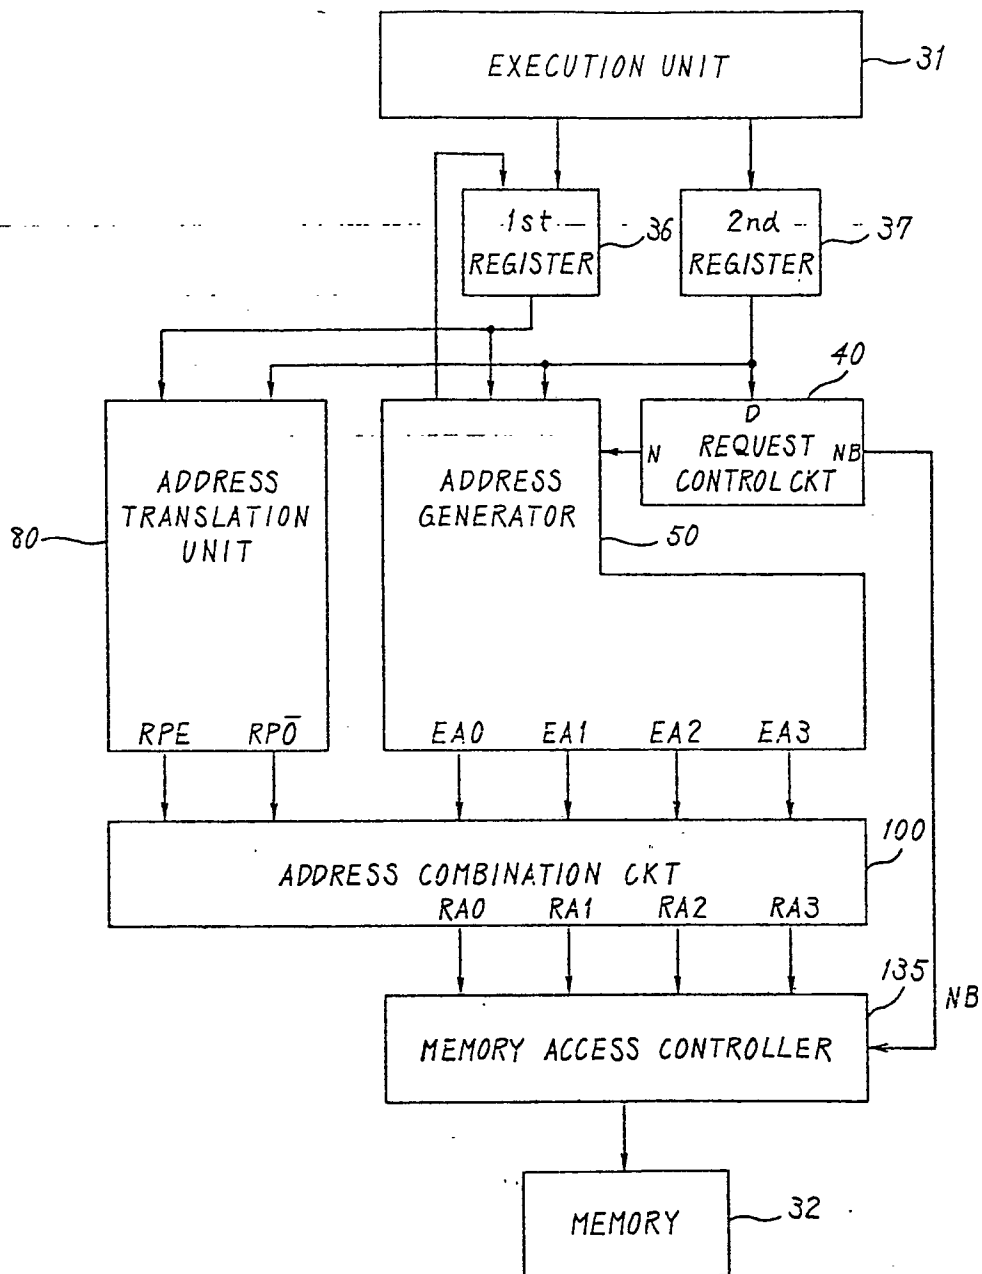 EXECUTION UNIT
31
1st
REGISTER
36
2nd
REGISTER
37
40
D
N
REQUEST
CONTROL CKT
NB
ADDRESS
TRANSLATION
UNIT
80
ADDRESS
GENERATOR
50
RPE
RPO̅
EA0
EA1
EA2
EA3
100
ADDRESS COMBINATION CKT
RA0
RA1
RA2
RA3
135
NB
MEMORY ACCESS CONTROLLER
MEMORY
32